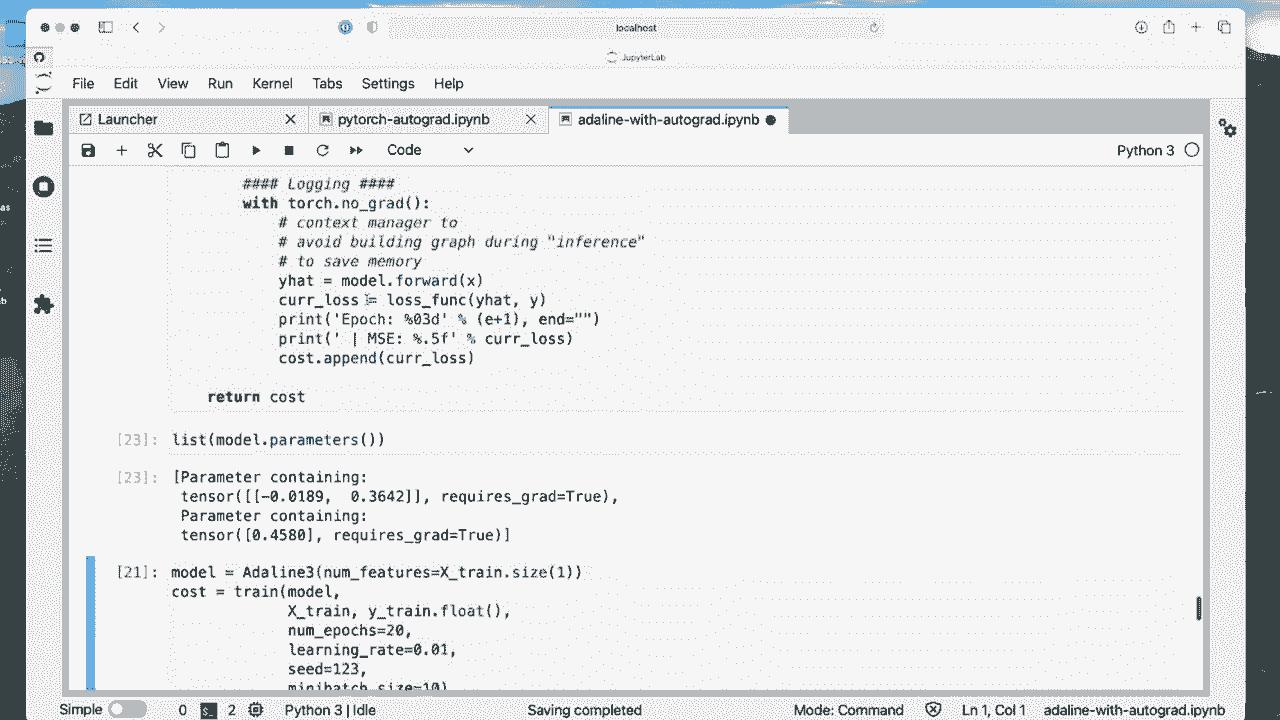 localhost
JupyterLab
File Edit View Run Kernel Tabs Settings Help
Launcher pytorch-autograd.ipynb adaline-with-autograd.ipynb
Code Python 3
#### Logging ####
with torch.no_grad():
# context manager to
# avoid building graph during "inference"
# to save memory
yhat = model.forward(x)
curr_loss = loss_func(yhat, y)
print('Epoch: %03d' % (e+1), end="")
print(' | MSE: %.5f' % curr_loss)
cost.append(curr_loss)
return cost
[23]: list(model.parameters())
[23]: [Parameter containing:
tensor([[-0.0189, 0.3642]], requires_grad=True),
Parameter containing:
tensor([0.4580], requires_grad=True)]
[21]: model = Adaline3(num_features=X_train.size(1))
cost = train(model,
X_train, y_train.float(),
num_epochs=20,
learning_rate=0.01,
seed=123,
minibatch_size=10)
Simple 0 2 Python 3 | Idle Saving completed Mode: Command Ln 1, Col 1 adaline-with-autograd.ipynb